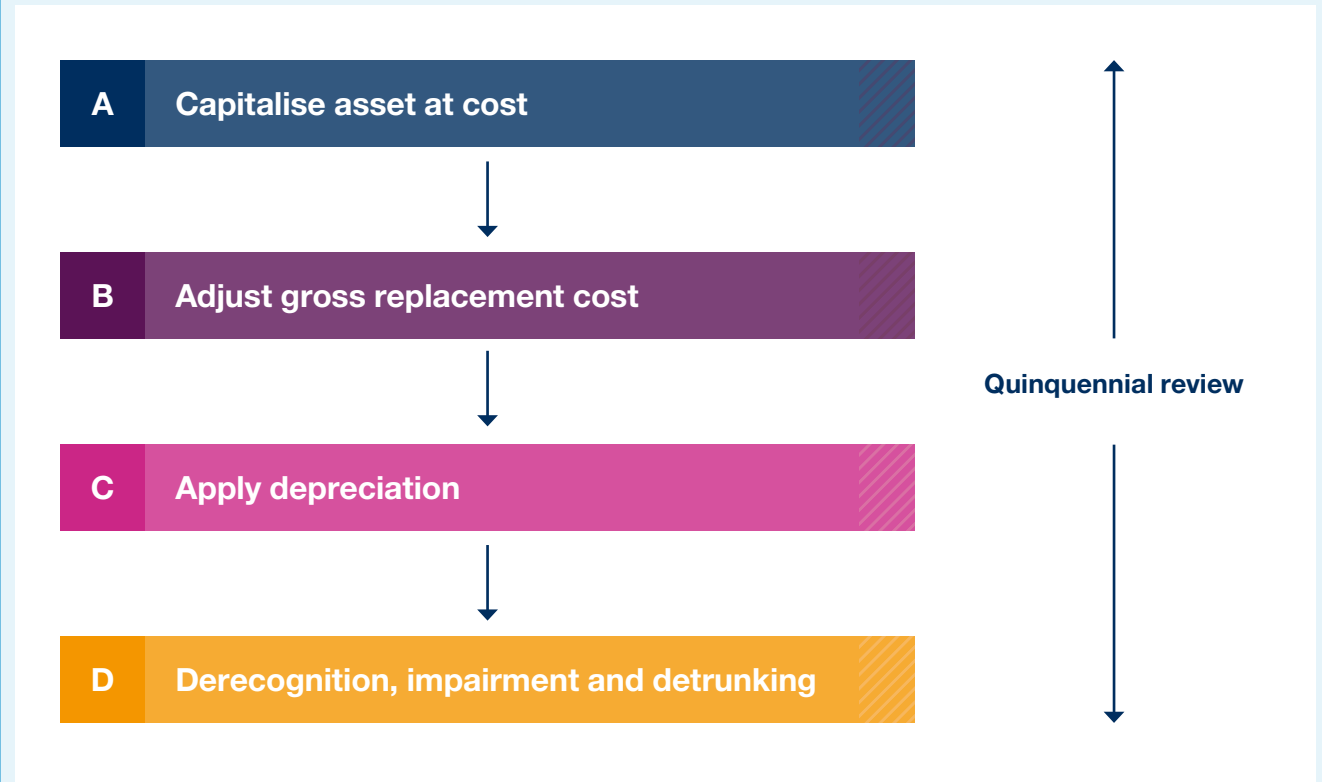 A Capitalise asset at cost
B Adjust gross replacement cost
Quinquennial review
C Apply depreciation
D Derecognition, impairment and detrunking